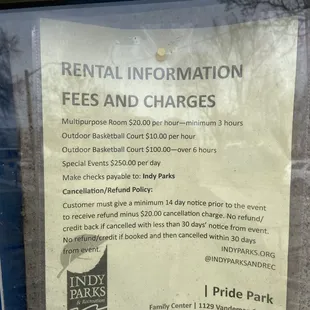 RENTAL INFORMATION
FEES AND CHARGES
Multipurpose Room $20.00 per hour—minimum 3 hours
Outdoor Basketball Court $10.00 per hour
Outdoor Basketball Court $100.00—over 6 hours
Special Events $250.00 per day
Make checks payable to: Indy Parks
Cancellation/Refund Policy:
Customer must give a minimum 14 day notice prior to the event
to receive refund minus $20.00 cancellation charge. No refund/
credit back if cancelled with less than 30 days' notice from event.
No refund/credit if booked and then cancelled within 30 days
from event.
INDYPARKS.ORG
@INDYPARKSANDREC
INDY
PARKS
& Recreation
| Pride Park
Family Center | 1129